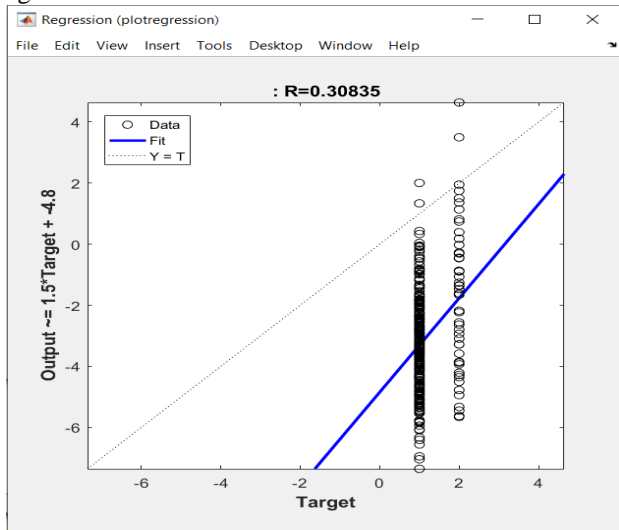 Regression (plotregression)
File Edit View Insert Tools Desktop Window Help
: R=0.30835
Data
Fit
Y = T
Output ~= 1.5*Target + -4.8
4
2
0
-2
-4
-6
-6 -4 -2 0 2 4
Target